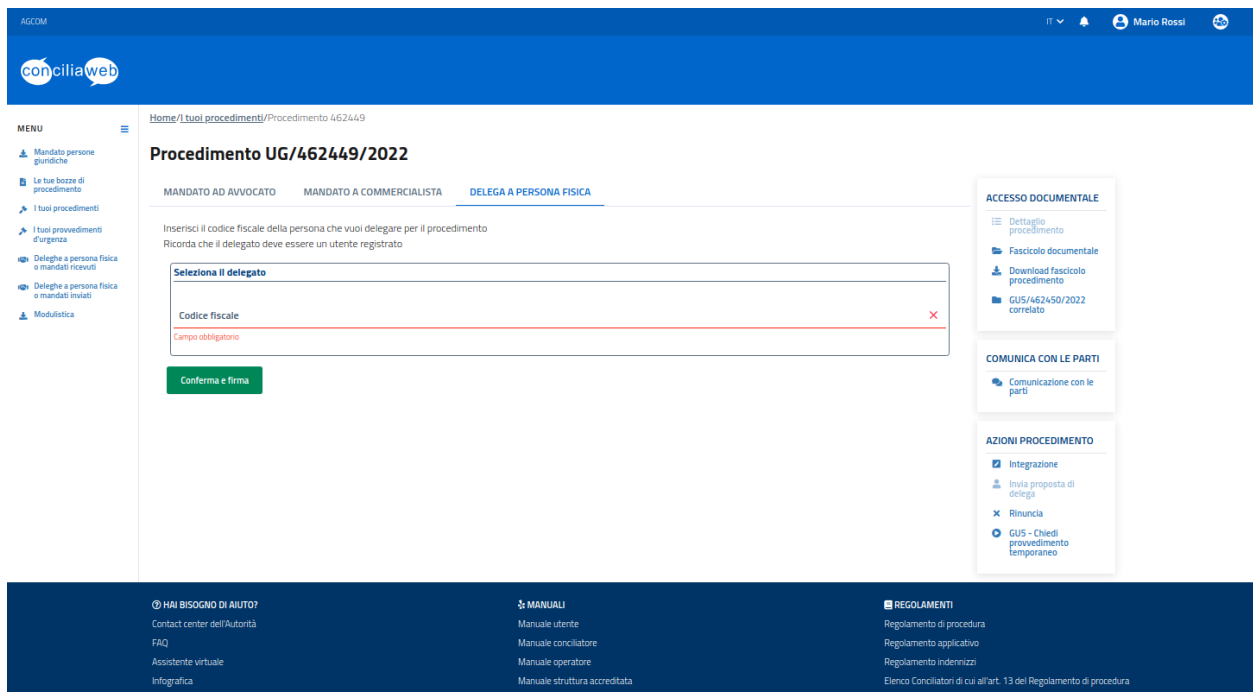 AGCOM
IT
Mario Rossi
conciliaweb
MENU
Mandato persone
giuridiche
Le tue bozze di
procedimento
I tuoi procedimenti
I tuoi provvedimenti
d'urgenza
Deleghe a persona fisica
o mandati ricevuti
Deleghe a persona fisica
o mandati inviati
Modulistica
Home/I tuoi procedimenti/Procedimento 462449
Procedimento UG/462449/2022
MANDATO AD AVVOCATO MANDATO A COMMERCIALISTA DELEGA A PERSONA FISICA
Inserisci il codice fiscale della persona che vuoi delegare per il procedimento
Ricorda che il delegato deve essere un utente registrato
Seleziona il delegato
Codice fiscale
Campo obbligatorio
Conferma e firma
ACCESSO DOCUMENTALE
Dettaglio
procedimento
Fascicolo documentale
Download fascicolo
procedimento
GU5/462450/2022
correlato
COMUNICA CON LE PARTI
Comunicazione con le
parti
AZIONI PROCEDIMENTO
Integrazione
Invia proposta di
delega
Rinuncia
GU5 - Chiedi
provvedimento
temporaneo
HAI BISOGNO DI AIUTO?
Contact center dell'Autorità
FAQ
Assistente virtuale
Infografica
MANUALI
Manuale utente
Manuale conciliatore
Manuale operatore
Manuale struttura accreditata
REGOLAMENTI
Regolamento di procedura
Regolamento applicativo
Regolamento indennizzi
Elenco Conciliatori di cui all'art. 13 del Regolamento di procedura